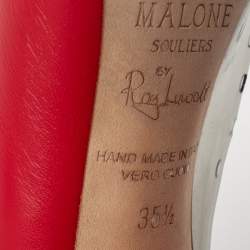 MALONE
SOULIERS
BY
Roy Luwolt
HAND MADE IN
VERO CUOIO
35½